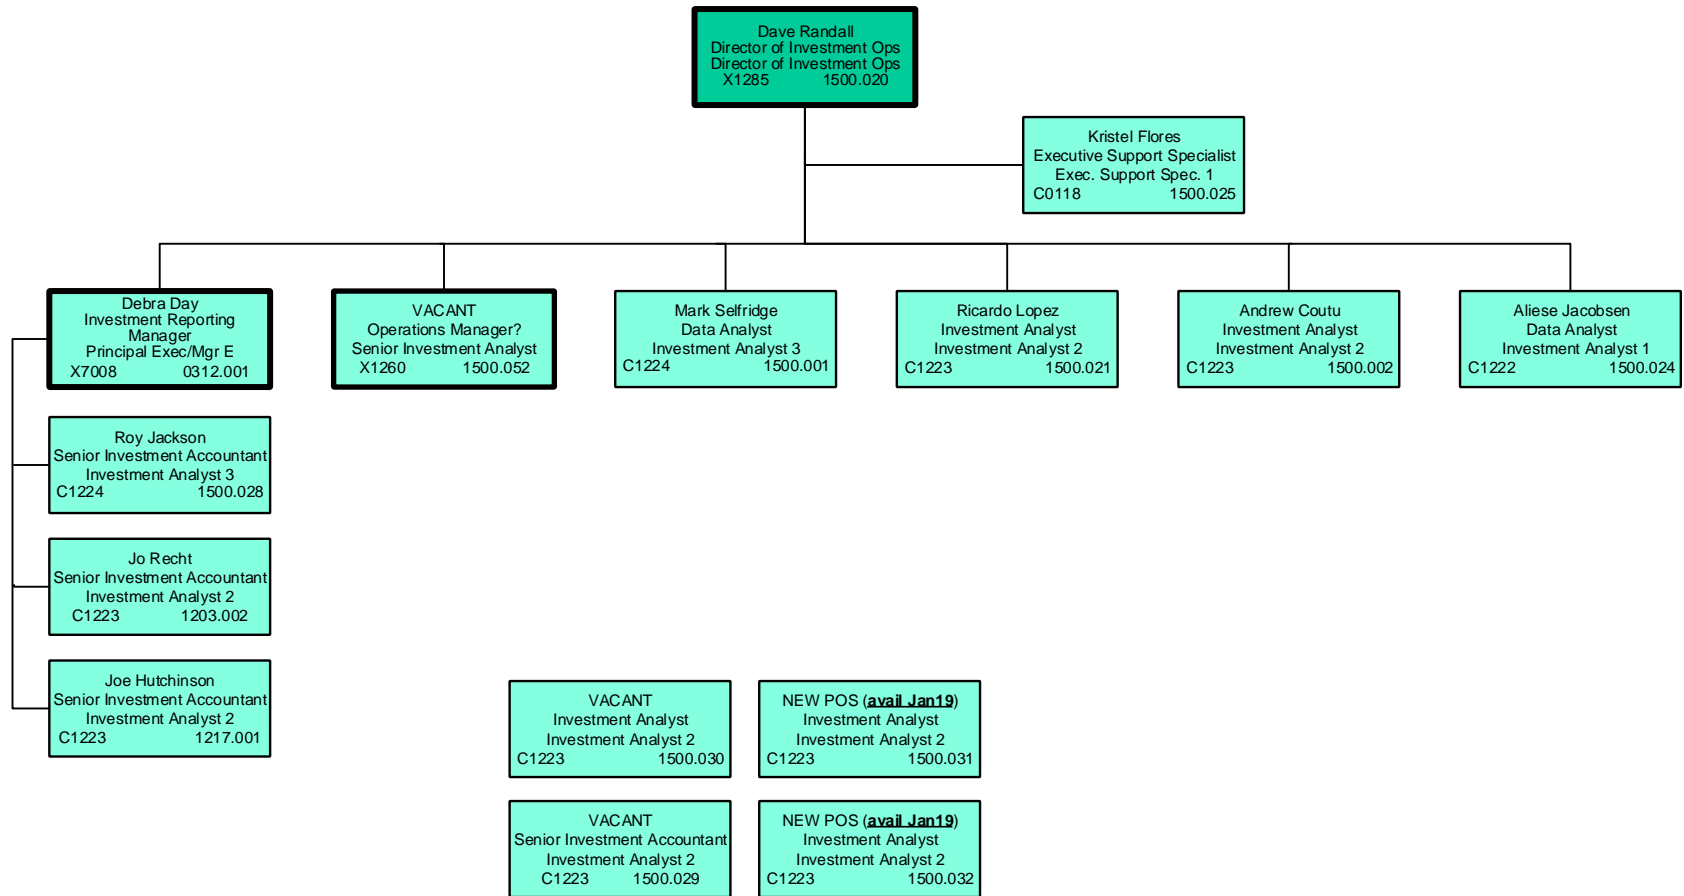 Dave Randall
Director of Investment Ops
Director of Investment Ops
X1285 1500.020
Kristel Flores
Executive Support Specialist
Exec. Support Spec. 1
C0118 1500.025
Debra Day
Investment Reporting
Manager
Principal Exec/Mgr E
X7008 0312.001
VACANT
Operations Manager?
Senior Investment Analyst
X1260 1500.052
Mark Selfridge
Data Analyst
Investment Analyst 3
C1224 1500.001
Ricardo Lopez
Investment Analyst
Investment Analyst 2
C1223 1500.021
Andrew Coutu
Investment Analyst
Investment Analyst 2
C1223 1500.002
Aliese Jacobsen
Data Analyst
Investment Analyst 1
C1222 1500.024
Roy Jackson
Senior Investment Accountant
Investment Analyst 3
C1224 1500.028
Jo Recht
Senior Investment Accountant
Investment Analyst 2
C1223 1203.002
Joe Hutchinson
Senior Investment Accountant
Investment Analyst 2
C1223 1217.001
VACANT
Investment Analyst
Investment Analyst 2
C1223 1500.030
NEW POS (avail Jan19)
Investment Analyst
Investment Analyst 2
C1223 1500.031
VACANT
Senior Investment Accountant
Investment Analyst 2
C1223 1500.029
NEW POS (avail Jan19)
Investment Analyst
Investment Analyst 2
C1223 1500.032